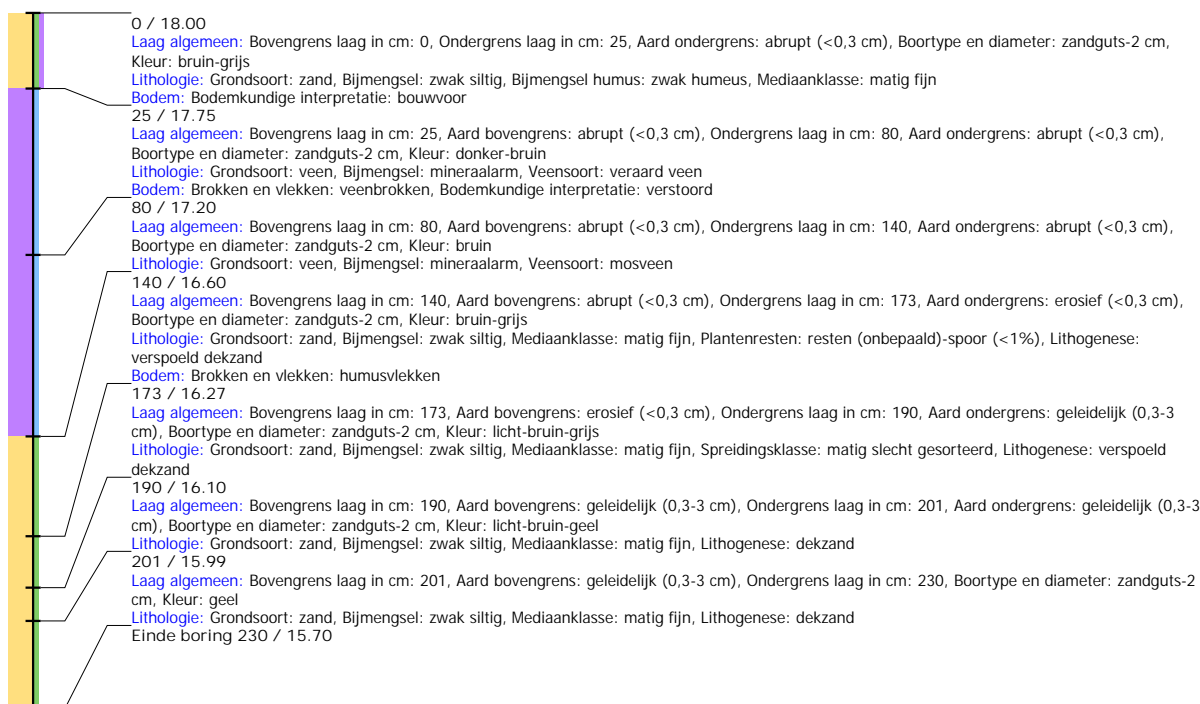 0 / 18.00
Laag algemeen: Bovengrens laag in cm: 0, Ondergrens laag in cm: 25, Aard ondergrens: abrupt (<0,3 cm), Boortype en diameter: zandguts-2 cm,
Kleur: bruin-grijs
Lithologie: Grondsoort: zand, Bijmengsel: zwak siltig, Bijmengsel humus: zwak humeus, Mediaanklasse: matig fijn
Bodem: Bodemkundige interpretatie: bouwvoor
25 / 17.75
Laag algemeen: Bovengrens laag in cm: 25, Aard bovengrens: abrupt (<0,3 cm), Ondergrens laag in cm: 80, Aard ondergrens: abrupt (<0,3 cm),
Boortype en diameter: zandguts-2 cm, Kleur: donker-bruin
Lithologie: Grondsoort: veen, Bijmengsel: mineraalarm, Veensoort: veraard veen
Bodem: Brokken en vlekken: veenbrokken, Bodemkundige interpretatie: verstoord
80 / 17.20
Laag algemeen: Bovengrens laag in cm: 80, Aard bovengrens: abrupt (<0,3 cm), Ondergrens laag in cm: 140, Aard ondergrens: abrupt (<0,3 cm),
Boortype en diameter: zandguts-2 cm, Kleur: bruin
Lithologie: Grondsoort: veen, Bijmengsel: mineraalarm, Veensoort: mosveen
140 / 16.60
Laag algemeen: Bovengrens laag in cm: 140, Aard bovengrens: abrupt (<0,3 cm), Ondergrens laag in cm: 173, Aard ondergrens: erosief (<0,3 cm),
Boortype en diameter: zandguts-2 cm, Kleur: bruin-grijs
Lithologie: Grondsoort: zand, Bijmengsel: zwak siltig, Mediaanklasse: matig fijn, Plantenresten: resten (onbepaald)-spoor (<1%), Lithogenese:
verspoeld dekzand
Bodem: Brokken en vlekken: humusvlekken
173 / 16.27
Laag algemeen: Bovengrens laag in cm: 173, Aard bovengrens: erosief (<0,3 cm), Ondergrens laag in cm: 190, Aard ondergrens: geleidelijk (0,3-3
cm), Boortype en diameter: zandguts-2 cm, Kleur: licht-bruin-grijs
Lithologie: Grondsoort: zand, Bijmengsel: zwak siltig, Mediaanklasse: matig fijn, Spreidingsklasse: matig slecht gesorteerd, Lithogenese: verspoeld
dekzand
190 / 16.10
Laag algemeen: Bovengrens laag in cm: 190, Aard bovengrens: geleidelijk (0,3-3 cm), Ondergrens laag in cm: 201, Aard ondergrens: geleidelijk (0,3-3
cm), Boortype en diameter: zandguts-2 cm, Kleur: licht-bruin-geel
Lithologie: Grondsoort: zand, Bijmengsel: zwak siltig, Mediaanklasse: matig fijn, Lithogenese: dekzand
201 / 15.99
Laag algemeen: Bovengrens laag in cm: 201, Aard bovengrens: geleidelijk (0,3-3 cm), Ondergrens laag in cm: 230, Boortype en diameter: zandguts-2
cm, Kleur: geel
Lithologie: Grondsoort: zand, Bijmengsel: zwak siltig, Mediaanklasse: matig fijn, Lithogenese: dekzand
Einde boring 230 / 15.70